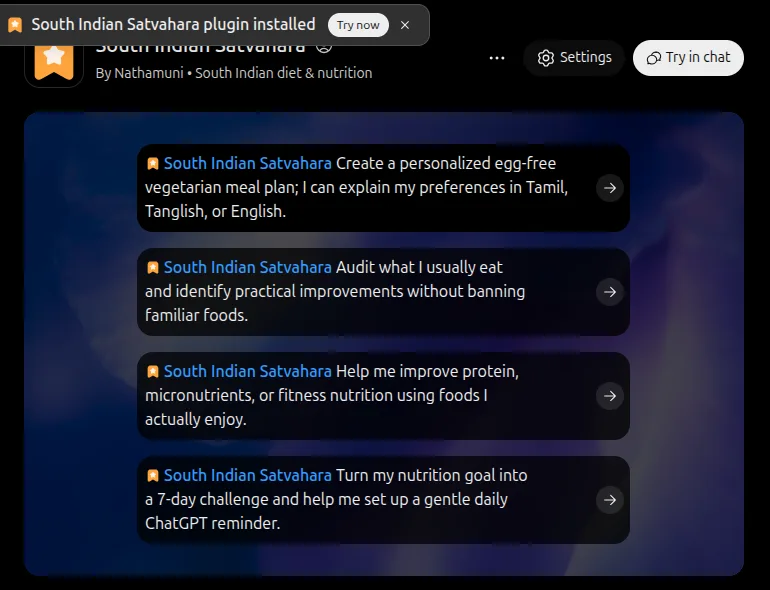 South Indian Satvahara plugin installed
Try now
South Indian Satvahara
By Nathamuni • South Indian diet & nutrition
Settings
Try in chat
South Indian Satvahara Create a personalized egg-free
vegetarian meal plan; I can explain my preferences in Tamil,
Tanglish, or English.
South Indian Satvahara Audit what I usually eat
and identify practical improvements without banning
familiar foods.
South Indian Satvahara Help me improve protein,
micronutrients, or fitness nutrition using foods I
actually enjoy.
South Indian Satvahara Turn my nutrition goal into
a 7-day challenge and help me set up a gentle daily
ChatGPT reminder.